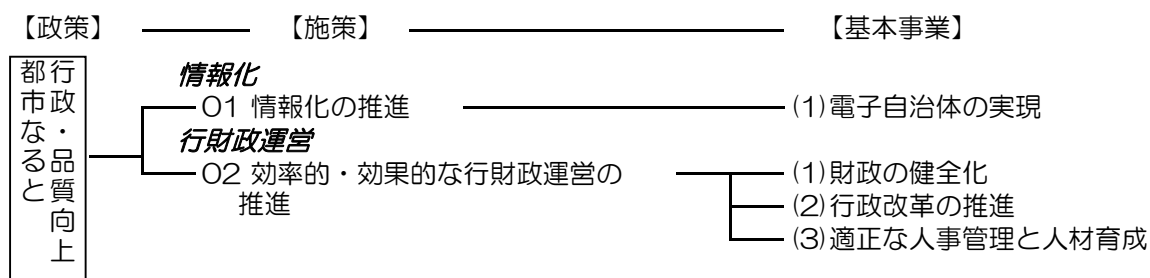 【政策】 【施策】 【基本事業】
行政・品質向上
都市なると
情報化
01 情報化の推進 (1)電子自治体の実現
行財政運営
02 効率的・効果的な行財政運営の (1)財政の健全化
推進 (2)行政改革の推進
(3)適正な人事管理と人材育成